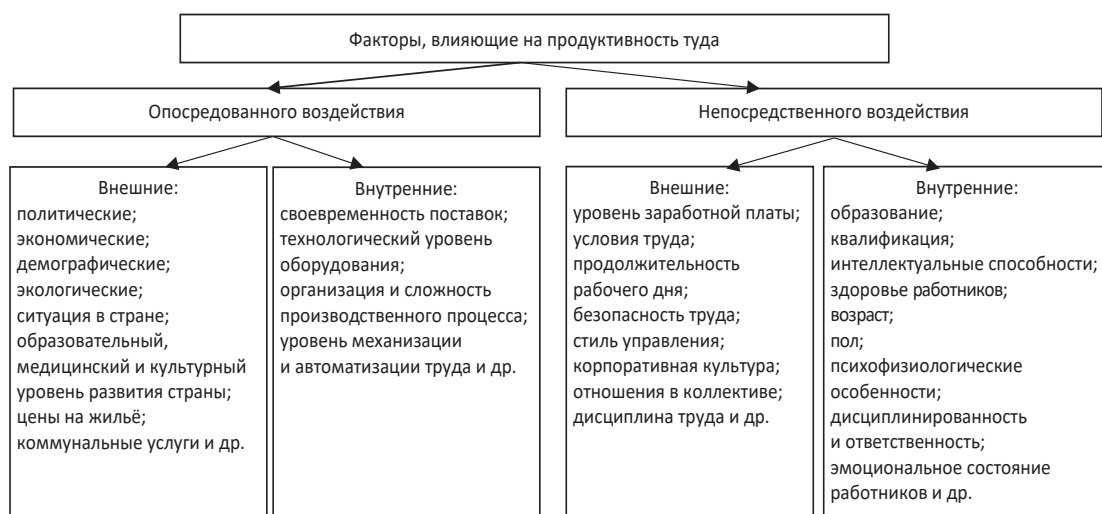 Факторы, влияющие на продуктивность туда
Опосредованного воздействия
Непосредственного воздействия
Внешние:
политические;
экономические;
демографические;
экологические;
ситуация в стране;
образовательный,
медицинский и культурный
уровень развития страны;
цены на жильё;
коммунальные услуги и др.
Внутренние:
своевременность поставок;
технологический уровень
оборудования;
организация и сложность
производственного процесса;
уровень механизации
и автоматизации труда и др.
Внешние:
уровень заработной платы;
условия труда;
продолжительность
рабочего дня;
безопасность труда;
стиль управления;
корпоративная культура;
отношения в коллективе;
дисциплина труда и др.
Внутренние:
образование;
квалификация;
интеллектуальные способности;
здоровье работников;
возраст;
пол;
психофизиологические
особенности;
дисциплинированность
и ответственность;
эмоциональное состояние
работников и др.